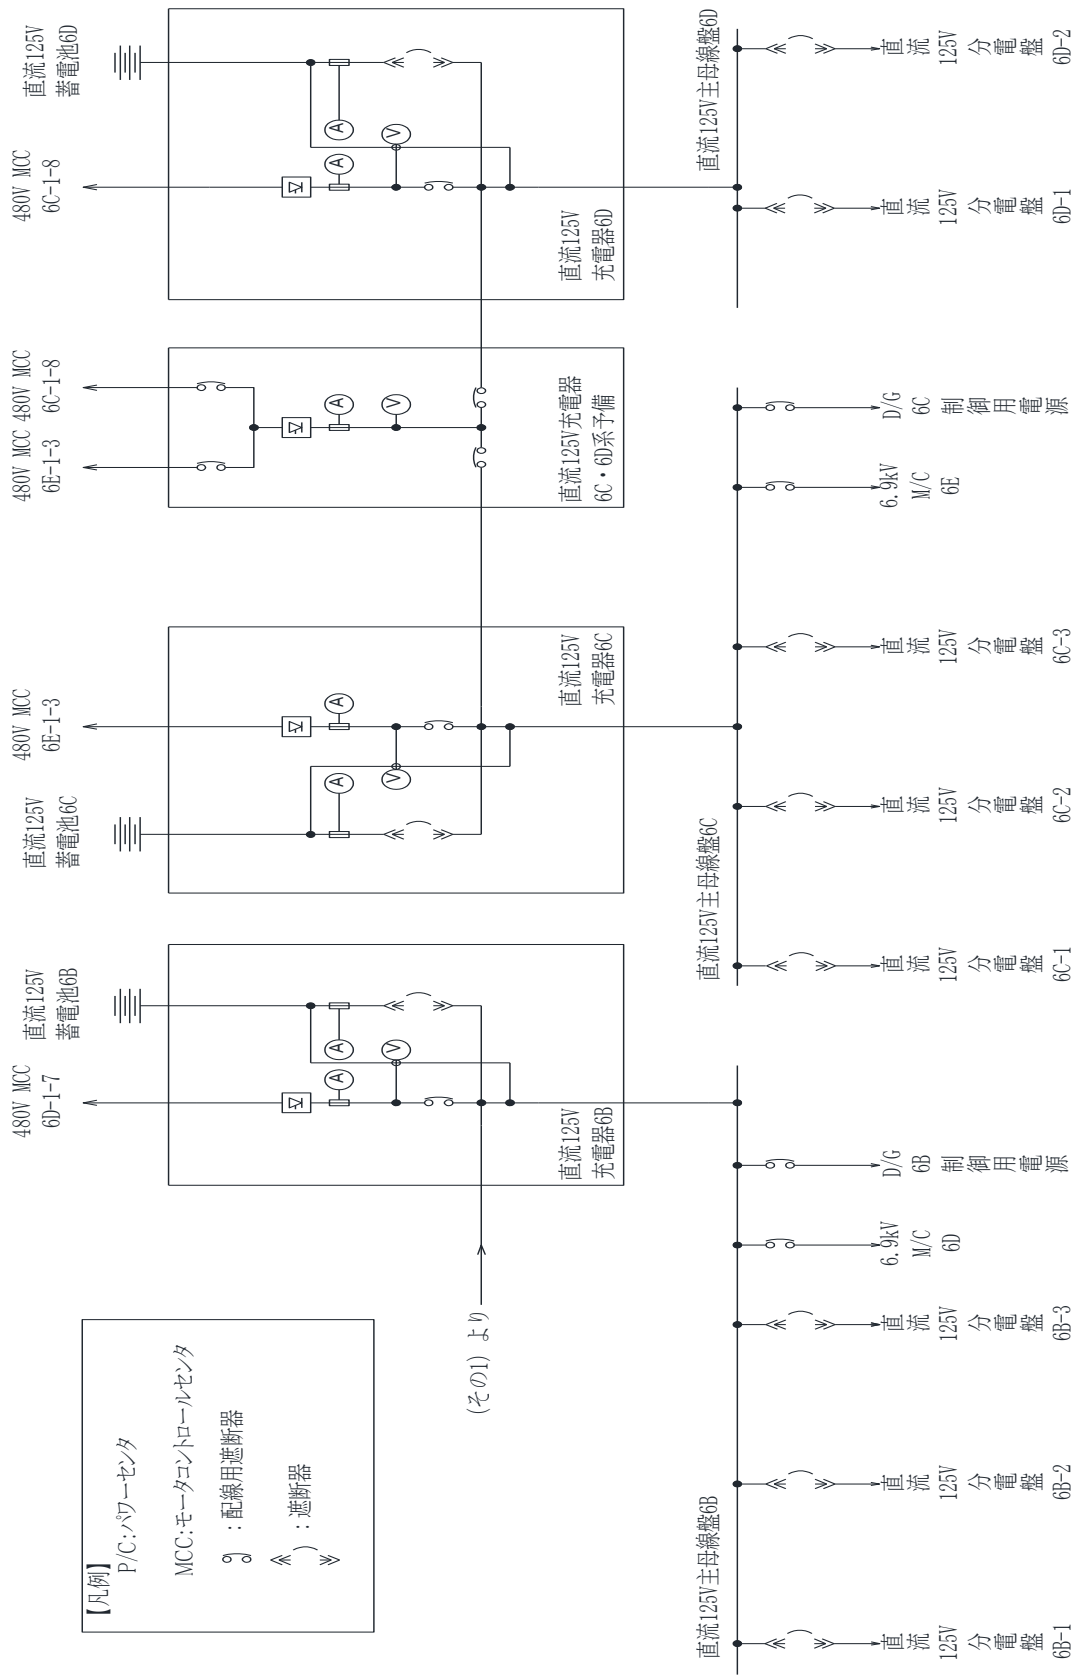 【凡例】
P/C:パワーセンタ
MCC:モータコントロールセンタ
：配線用遮断器
：遮断器
(その1) より
480V MCC
6D-1-7
直流125V
蓄電池6B
A
A
V
直流125V
充電器6B
直流125V
蓄電池6C
480V MCC
6E-1-3
A
A
V
直流125V
充電器6C
480V MCC
6E-1-3
480V MCC
6C-1-8
A
V
直流125V充電器
6C・6D系予備
480V MCC
6C-1-8
直流125V
蓄電池6D
A
A
V
直流125V
充電器6D
直流125V主母線盤6B
直流
125V
分電盤
6B-1
直流
125V
分電盤
6B-2
直流
125V
分電盤
6B-3
6.9kV
M/C
6D
D/G
6B
制御用電源
直流125V主母線盤6C
直流
125V
分電盤
6C-1
直流
125V
分電盤
6C-2
直流
125V
分電盤
6C-3
6.9kV
M/C
6E
D/G
6C
制御用電源
直流125V主母線盤6D
直流
125V
分電盤
6D-1
直流
125V
分電盤
6D-2